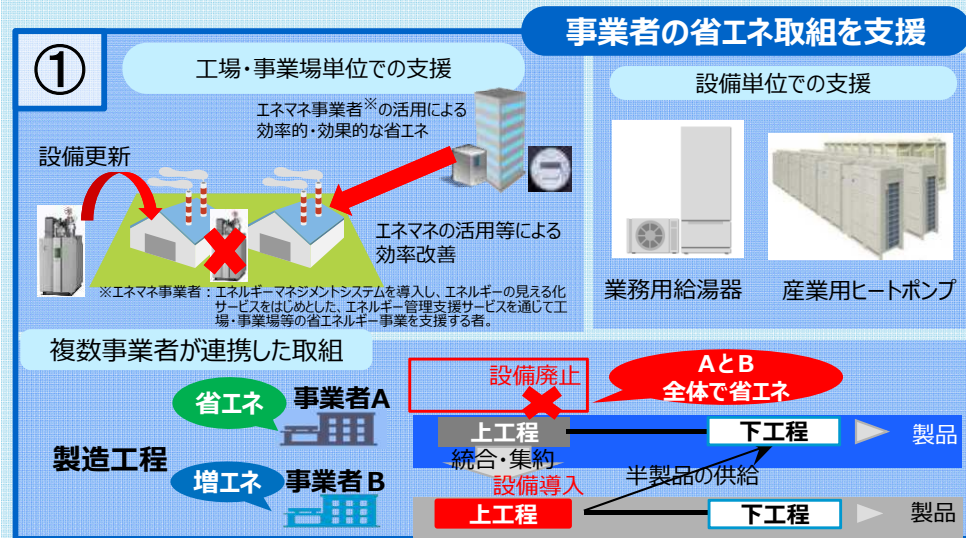 事業者の省エネ取組を支援
①
工場・事業場単位での支援
エネマネ事業者※の活用による
効率的・効果的な省エネ
設備更新
エネマネの活用等による
効率改善
※エネマネ事業者：エネルギーマネジメントシステムを導入し、エネルギーの見える化
サービスをはじめとした、エネルギー管理支援サービスを通じて工
場・事業場等の省エネルギー事業を支援する者。
設備単位での支援
業務用給湯器
産業用ヒートポンプ
複数事業者が連携した取組
製造工程
省エネ
事業者A
増エネ
事業者B
設備廃止
AとB
全体で省エネ
上工程
下工程
製品
統合・集約
半製品の供給
設備導入
上工程
下工程
製品